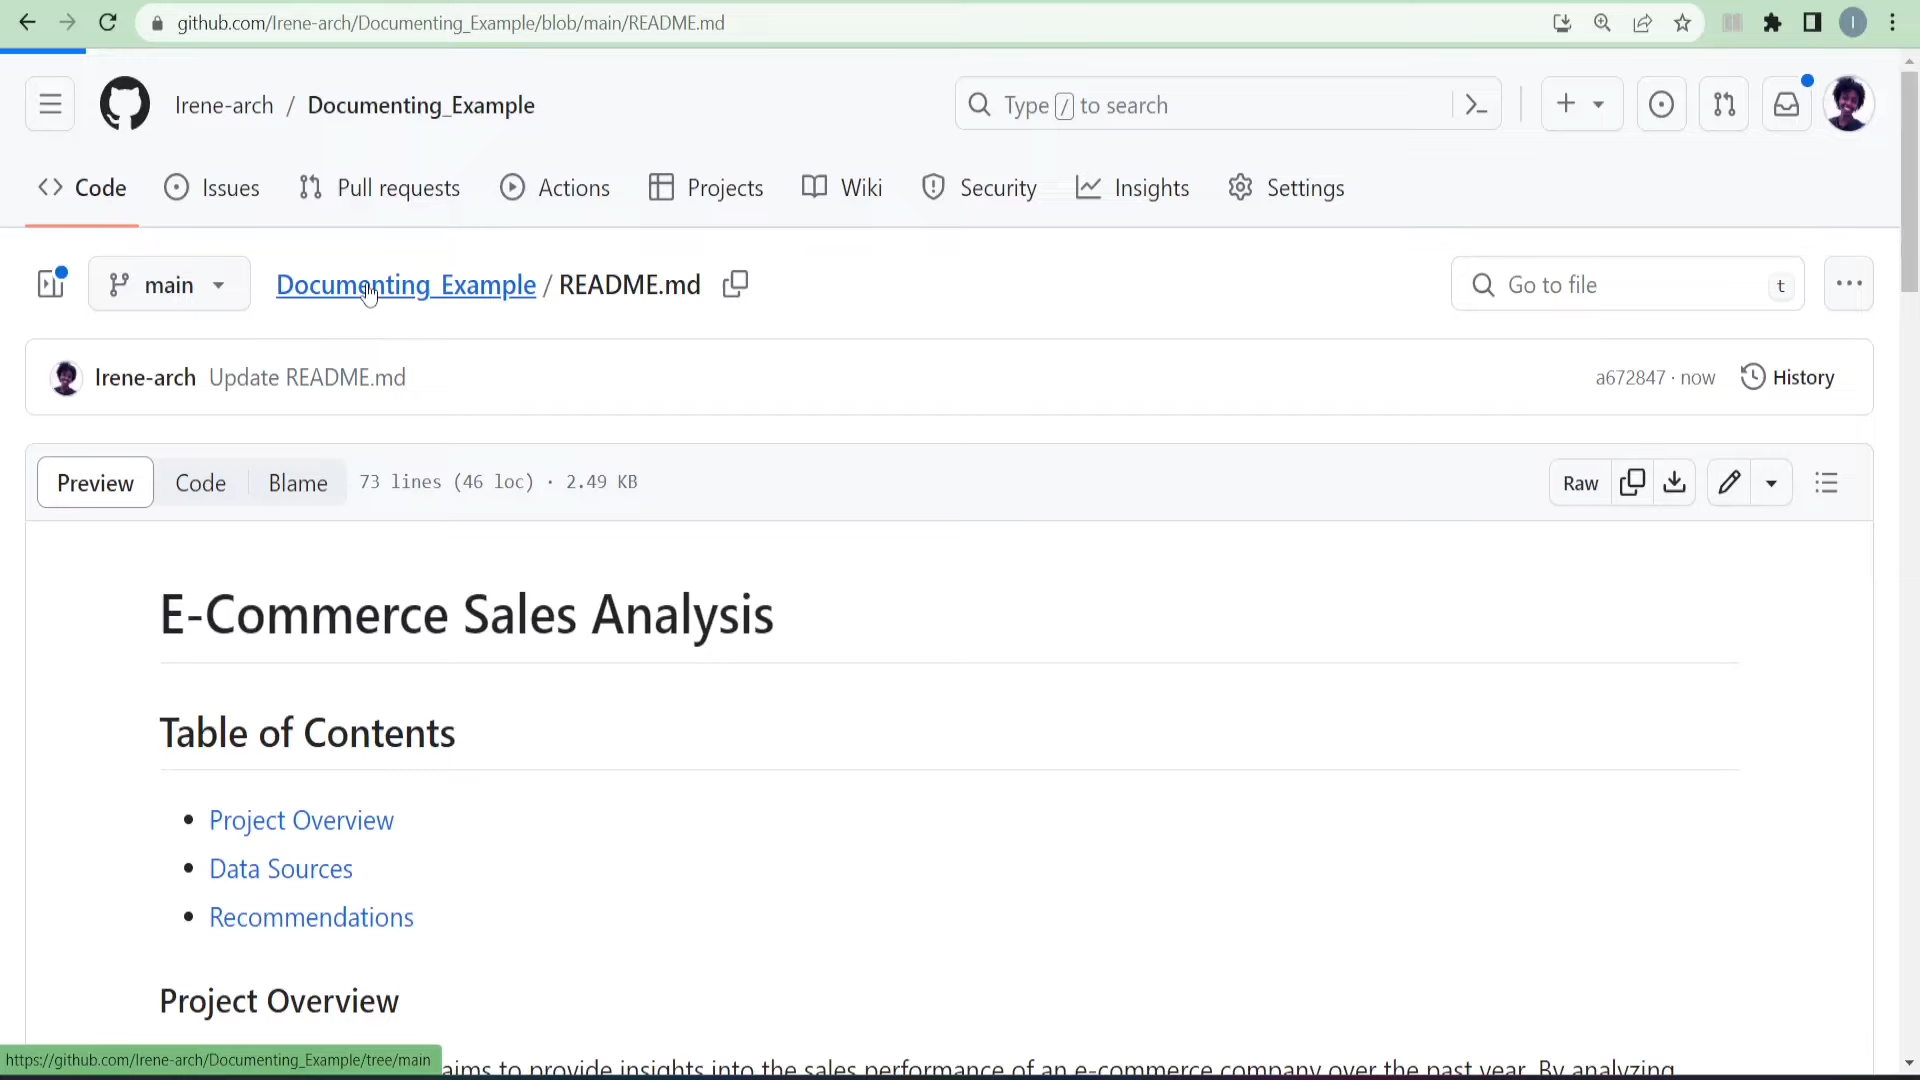 github.com/Irene-arch/Documenting_Example/blob/main/README.md
I
Irene-arch / Documenting_Example
Type / to search
Code Issues Pull requests Actions Projects Wiki Security Insights Settings
main Documenting_Example / README.md
Go to file t
Irene-arch Update README.md a672847 · now History
Preview Code Blame 73 lines (46 loc) · 2.49 KB Raw
E-Commerce Sales Analysis
Table of Contents
Project Overview
Data Sources
Recommendations
Project Overview
aims to provide insights into the sales performance of an e-commerce company over the past year. By analyzing
https://github.com/Irene-arch/Documenting_Example/tree/main